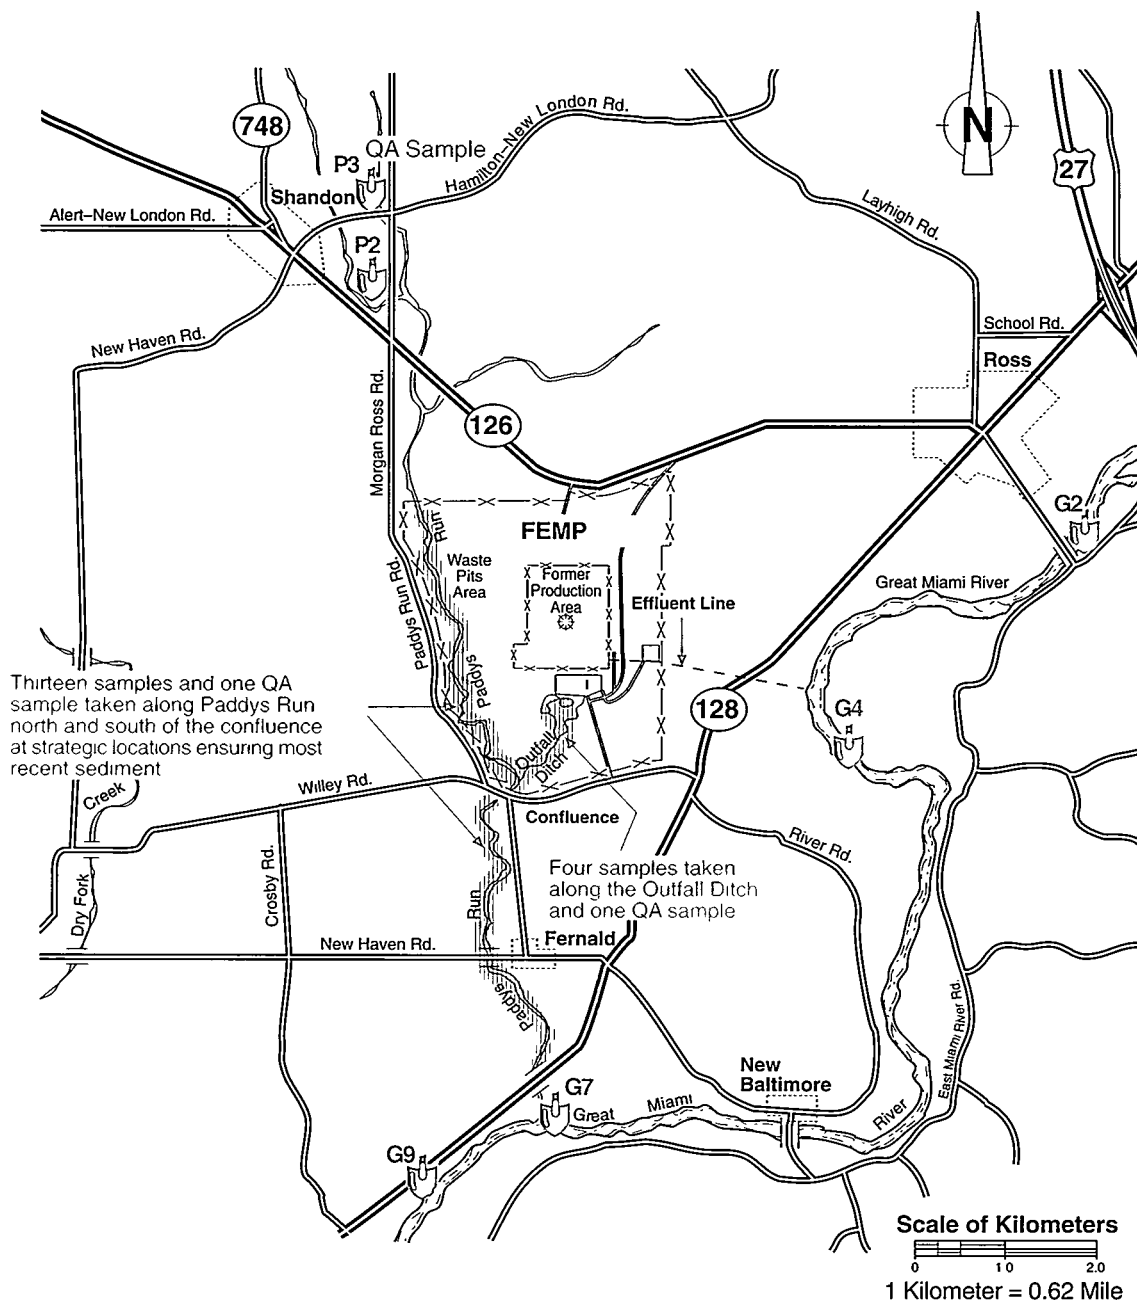 748
QA Sample
Hamilton–New London Rd.
N
27
P3
Shandon
Alert–New London Rd.
Layhigh Rd.
P2
New Haven Rd.
School Rd.
Ross
Morgan Ross Rd.
126
G2
FEMP
Run
Waste
Pits
Area
Former
Production
Area
Great Miami River
Effluent Line
Paddys Run Rd.
Paddys
Thirteen samples and one QA
sample taken along Paddys Run
north and south of the confluence
at strategic locations ensuring most
recent sediment
128
G4
Outfall
Ditch
Creek
Willey Rd.
Confluence
River Rd.
Four samples taken
along the Outfall Ditch
and one QA sample
Crosby Rd.
Dry Fork
Run
New Haven Rd.
Fernald
Paddys
East Miami River Rd.
New
Baltimore
G7
Great
Miami
River
G9
Scale of Kilometers
0 1 0 2.0
1 Kilometer = 0.62 Mile